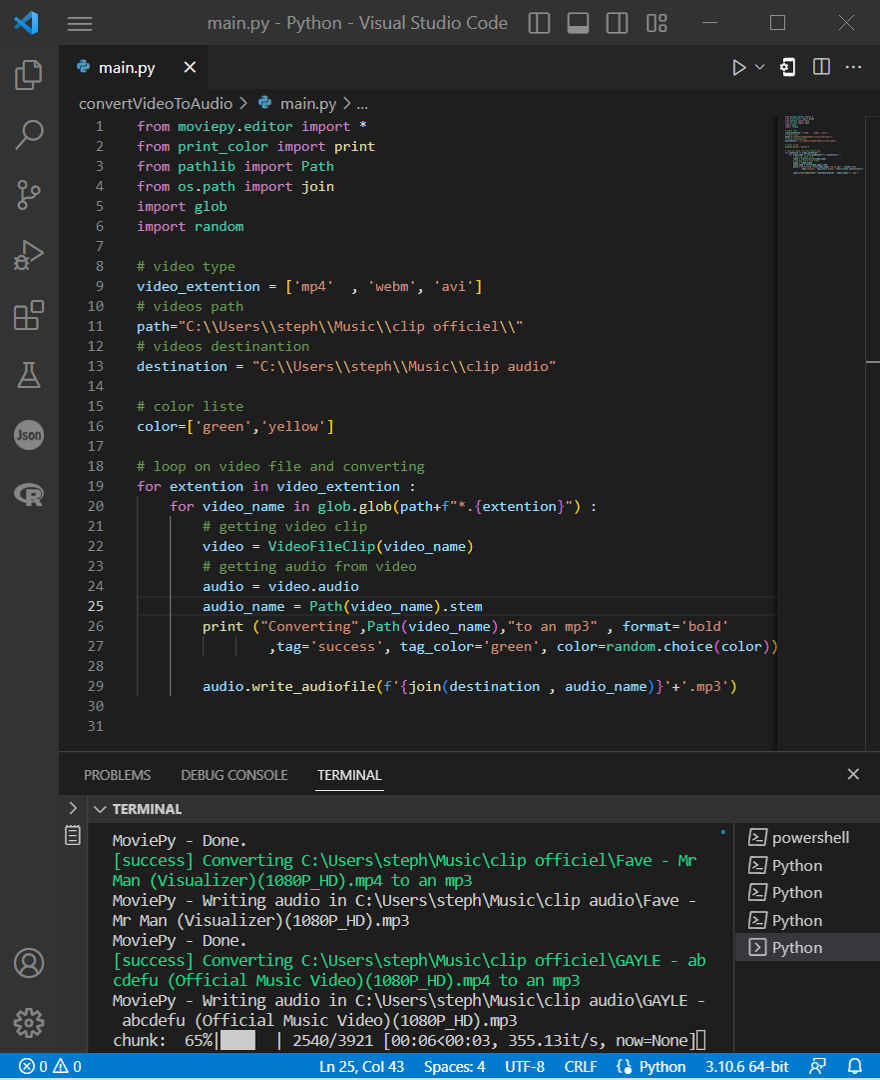 main.py - Python - Visual Studio Code
main.py
convertVideoToAudio > main.py > ...
1 from moviepy.editor import *
2 from print_color import print
3 from pathlib import Path
4 from os.path import join
5 import glob
6 import random
7
8 # video type
9 video_extention = ['mp4'  , 'webm', 'avi']
10 # videos path
11 path="C:\\Users\\steph\\Music\\clip officiel\\"
12 # videos destinantion
13 destination = "C:\\Users\\steph\\Music\\clip audio"
14
15 # color liste
16 color=['green','yellow']
17
18 # loop on video file and converting
19 for extention in video_extention :
20     for video_name in glob.glob(path+f"*.{extention}") :
21         # getting video clip
22         video = VideoFileClip(video_name)
23         # getting audio from video
24         audio = video.audio
25         audio_name = Path(video_name).stem
26         print ("Converting",Path(video_name),"to an mp3" , format='bold'
27                 ,tag='success', tag_color='green', color=random.choice(color))
28
29         audio.write_audiofile(f'{join(destination , audio_name)}'+'.mp3')
30
31
Json
R
PROBLEMS DEBUG CONSOLE TERMINAL
TERMINAL
MoviePy - Done.
[success] Converting C:\Users\steph\Music\clip officiel\Fave - Mr
Man (Visualizer)(1080P_HD).mp4 to an mp3
MoviePy - Writing audio in C:\Users\steph\Music\clip audio\Fave -
Mr Man (Visualizer)(1080P_HD).mp3
MoviePy - Done.
[success] Converting C:\Users\steph\Music\clip officiel\GAYLE - ab
cdefu (Official Music Video)(1080P_HD).mp4 to an mp3
MoviePy - Writing audio in C:\Users\steph\Music\clip audio\GAYLE -
 abcdefu (Official Music Video)(1080P_HD).mp3
chunk:  65%|███   | 2540/3921 [00:06<00:03, 355.13it/s, now=None]
powershell
Python
Python
Python
Python
0 0 Ln 25, Col 43 Spaces: 4 UTF-8 CRLF Python 3.10.6 64-bit